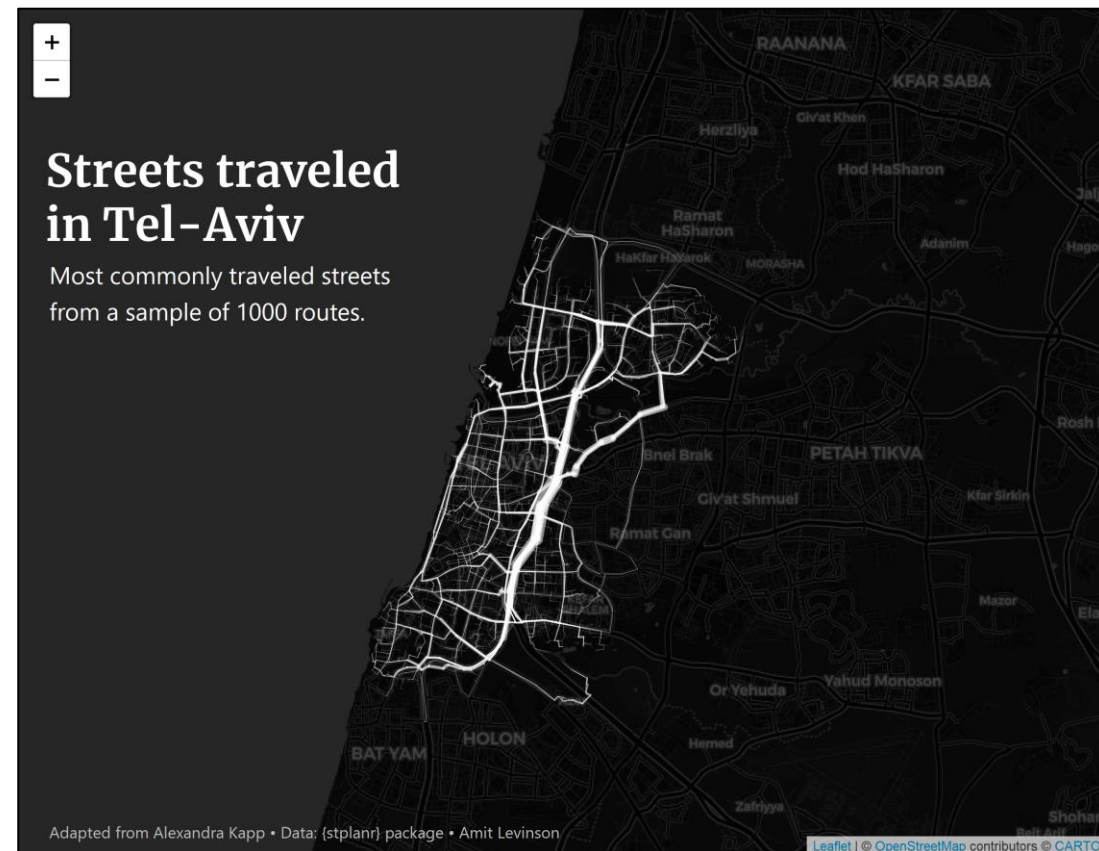 +
−
Streets traveled
in Tel-Aviv
Most commonly traveled streets
from a sample of 1000 routes.
RAANANA
KFAR SABA
Giv'at Khen
Herzliya
Hod HaSharon
Ramat
HaSharon
Adanim
HaKfar HaYarok
MORASHA
Bnei Brak
PETAH TIKVA
Giv'at Shmuel
Kfar Sirkin
Ramat Gan
Mazor
Or Yehuda
Yahud Monoson
HOLON
BAT YAM
Hemed
Zafriyya
Adapted from Alexandra Kapp • Data: {stplanr} package • Amit Levinson
Leaflet | © OpenStreetMap contributors © CARTO